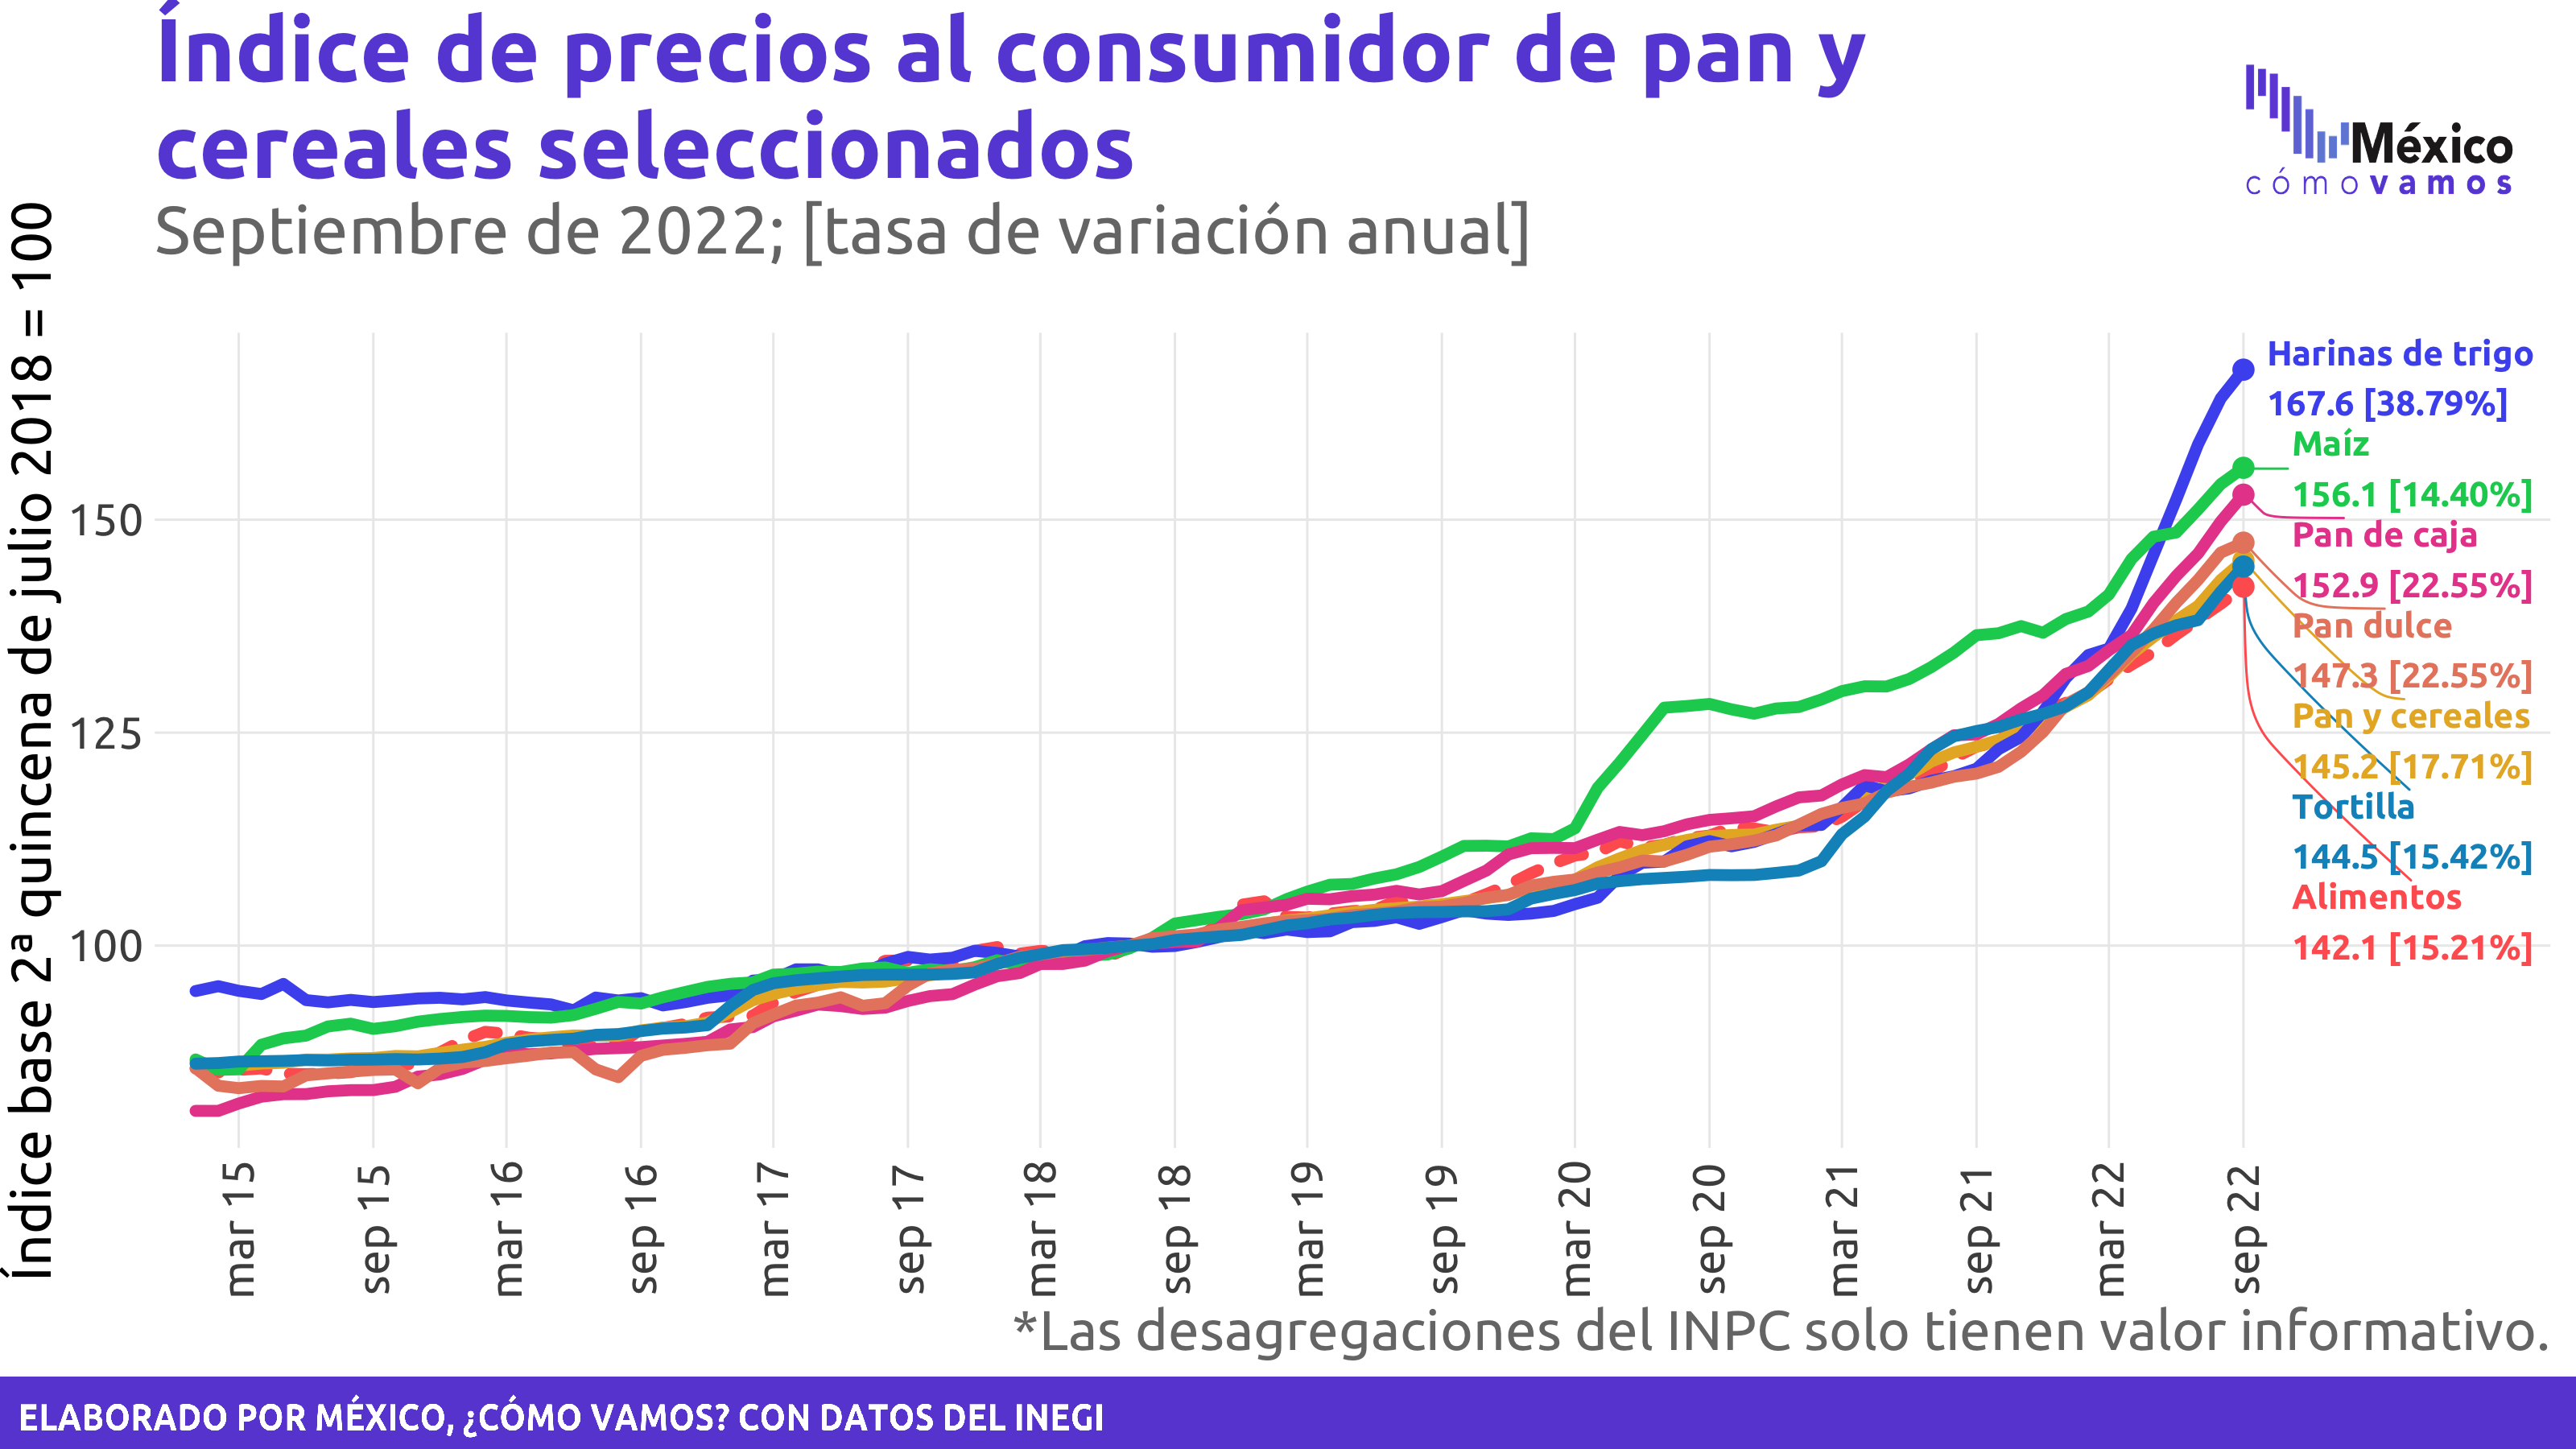 Índice de precios al consumidor de pan y
cereales seleccionados
Septiembre de 2022; [tasa de variación anual]
México
cómo vamos
Índice base 2ª quincena de julio 2018 = 100
150
125
100
Harinas de trigo
167.6 [38.79%]
Maíz
156.1 [14.40%]
Pan de caja
152.9 [22.55%]
Pan dulce
147.3 [22.55%]
Pan y cereales
145.2 [17.71%]
Tortilla
144.5 [15.42%]
Alimentos
142.1 [15.21%]
mar 15
sep 15
mar 16
sep 16
mar 17
sep 17
mar 18
sep 18
mar 19
sep 19
mar 20
sep 20
mar 21
sep 21
mar 22
sep 22
*Las desagregaciones del INPC solo tienen valor informativo.
ELABORADO POR MÉXICO, ¿CÓMO VAMOS? CON DATOS DEL INEGI